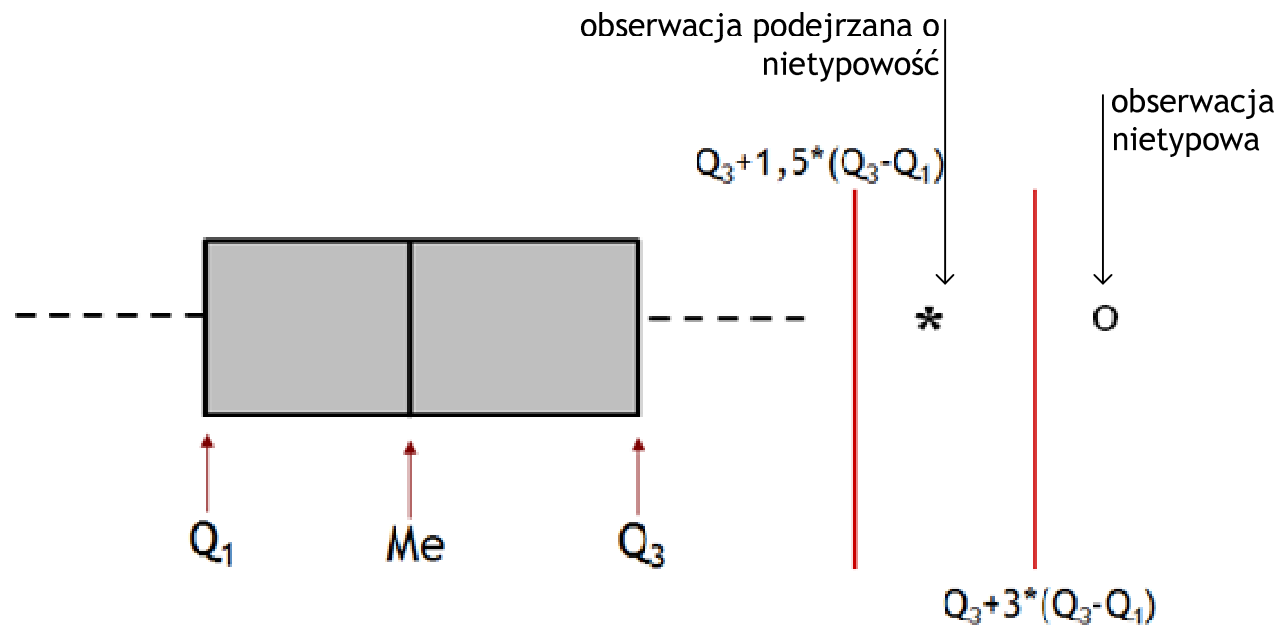 obserwacja podejrzana o
nietypowość
obserwacja
nietypowa
Q₃+1,5*(Q₃-Q₁)
*
o
Q₁
Me
Q₃
Q₃+3*(Q₃-Q₁)